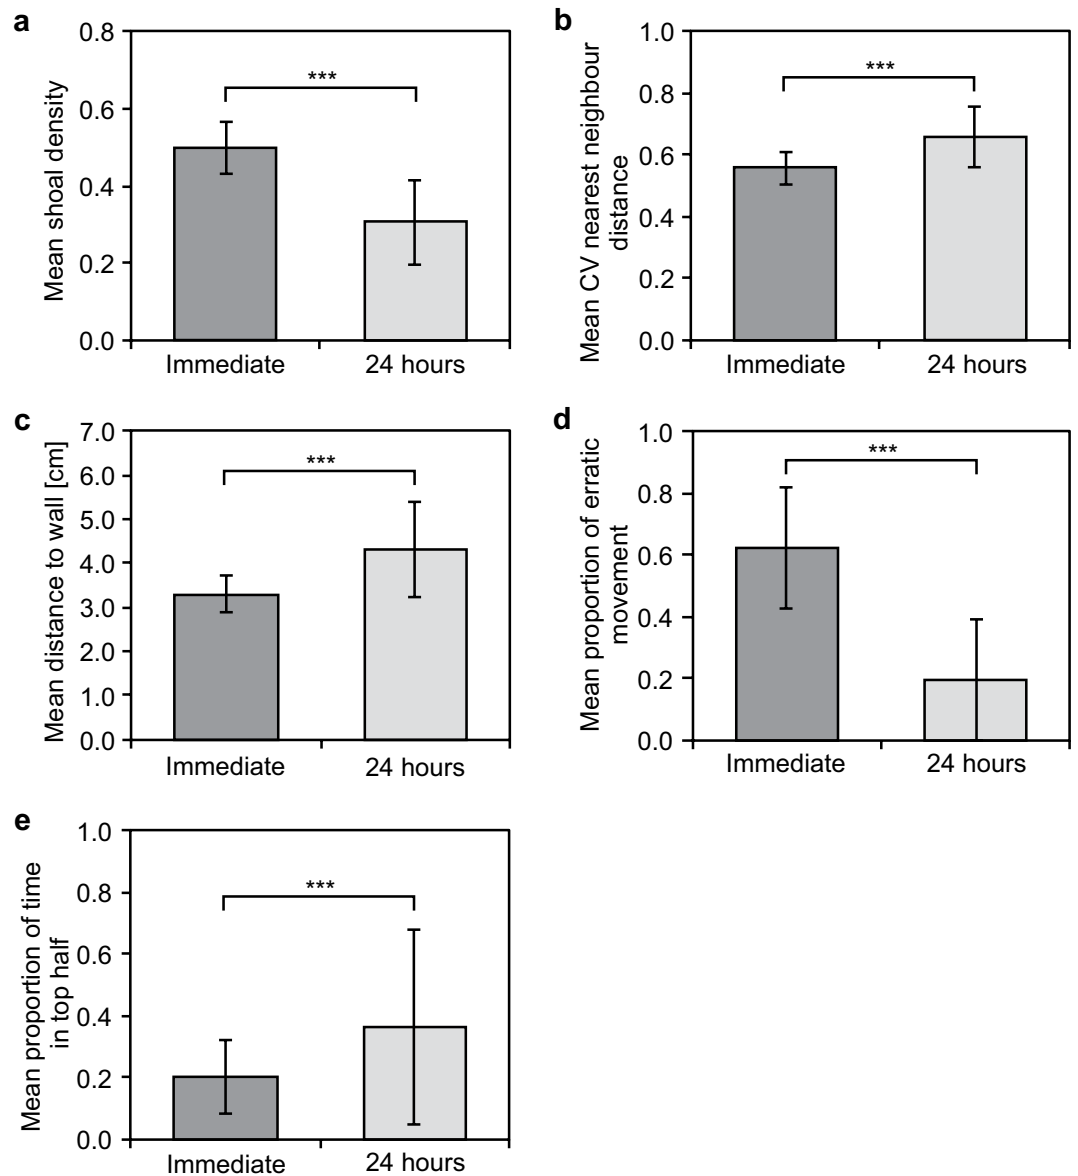 a
0.8
0.6
0.4
0.2
0.0
Mean shoal density
***
Immediate
24 hours
b
1.0
0.8
0.6
0.4
0.2
0.0
Mean CV nearest neighbour
distance
***
Immediate
24 hours
c
7.0
6.0
5.0
4.0
3.0
2.0
1.0
0.0
Mean distance to wall [cm]
***
Immediate
24 hours
d
1.0
0.8
0.6
0.4
0.2
0.0
Mean proportion of erratic
movement
***
Immediate
24 hours
e
1.0
0.8
0.6
0.4
0.2
0.0
Mean proportion of time
in top half
***
Immediate
24 hours